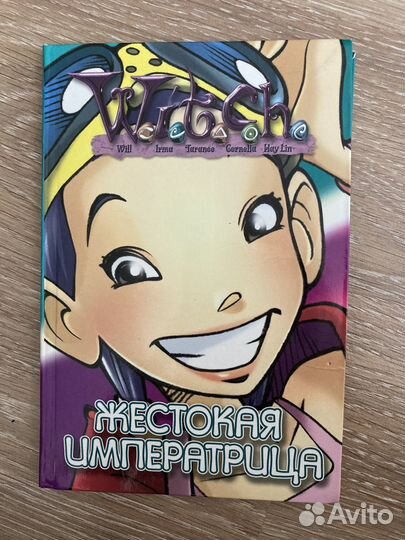 W.i.t.c.h.
Will Irma Taranee Cornelia Hay Lin
ЖЕСТОКАЯ
ИМПЕРАТРИЦА
Avito